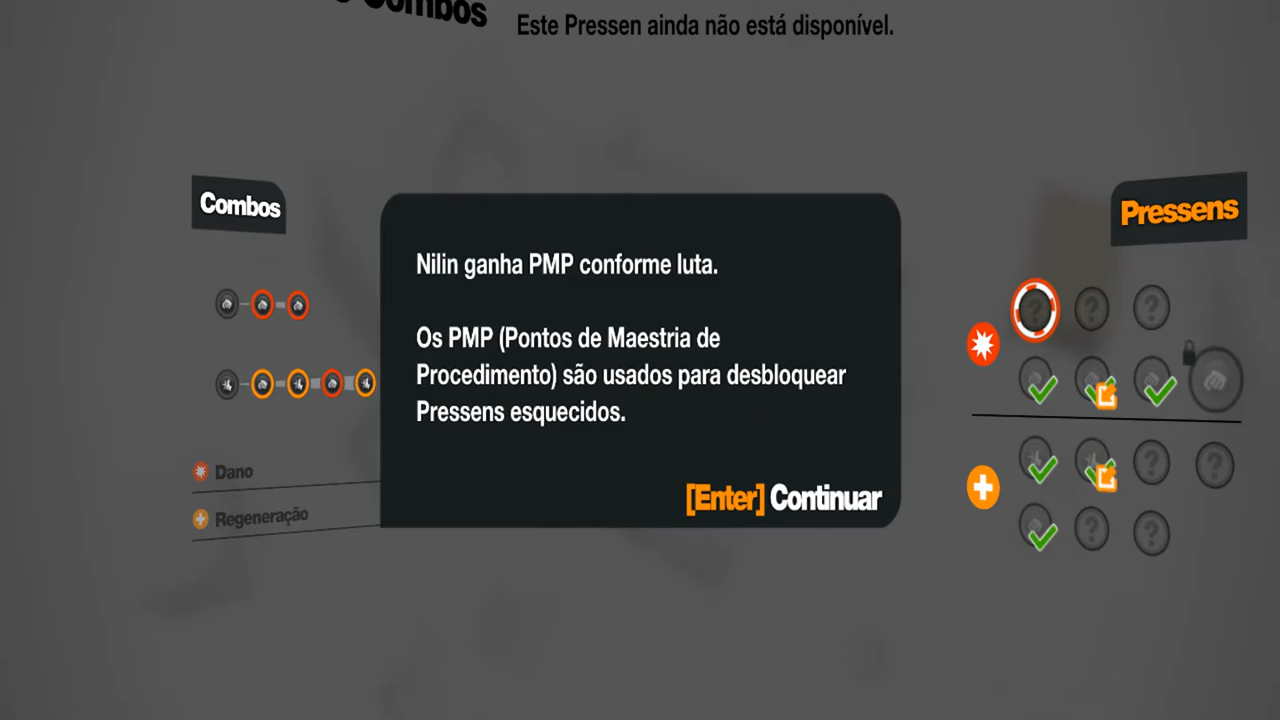 Combos
Este Pressen ainda não está disponível.
Combos
Pressens
Nilin ganha PMP conforme luta.
Os PMP (Pontos de Maestria de
Procedimento) são usados para desbloquear
Pressens esquecidos.
Dano
Regeneração
[Enter] Continuar